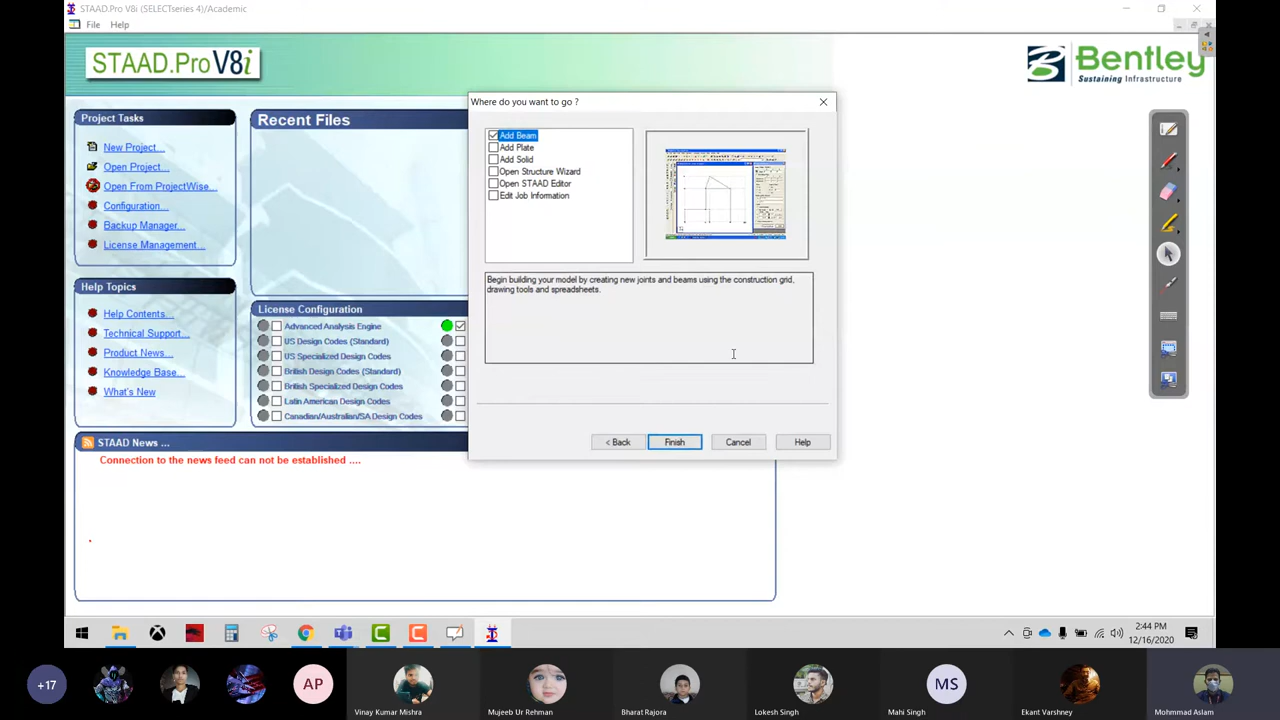 STAAD.Pro V8i (SELECTseries 4)/Academic
File Help
STAAD.Pro V8i
Bentley
Sustaining Infrastructure
Project Tasks
New Project...
Open Project...
Open From ProjectWise...
Configuration...
Backup Manager...
License Management...
Recent Files
Help Topics
Help Contents...
Technical Support...
Product News...
Knowledge Base...
What's New
License Configuration
Advanced Analysis Engine
US Design Codes (Standard)
US Specialized Design Codes
British Design Codes (Standard)
British Specialized Design Codes
Latin American Design Codes
Canadian/Australian/SA Design Codes
STAAD News ...
Connection to the news feed can not be established ....
Where do you want to go ?
Add Beam
Add Plate
Add Solid
Open Structure Wizard
Open STAAD Editor
Edit Job Information
Begin building your model by creating new joints and beams using the construction grid,
drawing tools and spreadsheets.
< Back Finish Cancel Help
2:44 PM
12/16/2020
+17
AP
MS
Vinay Kumar Mishra
Mujeeb Ur Rehman
Bharat Rajora
Lokesh Singh
Mahi Singh
Ekant Varshney
Mohmmad Aslam